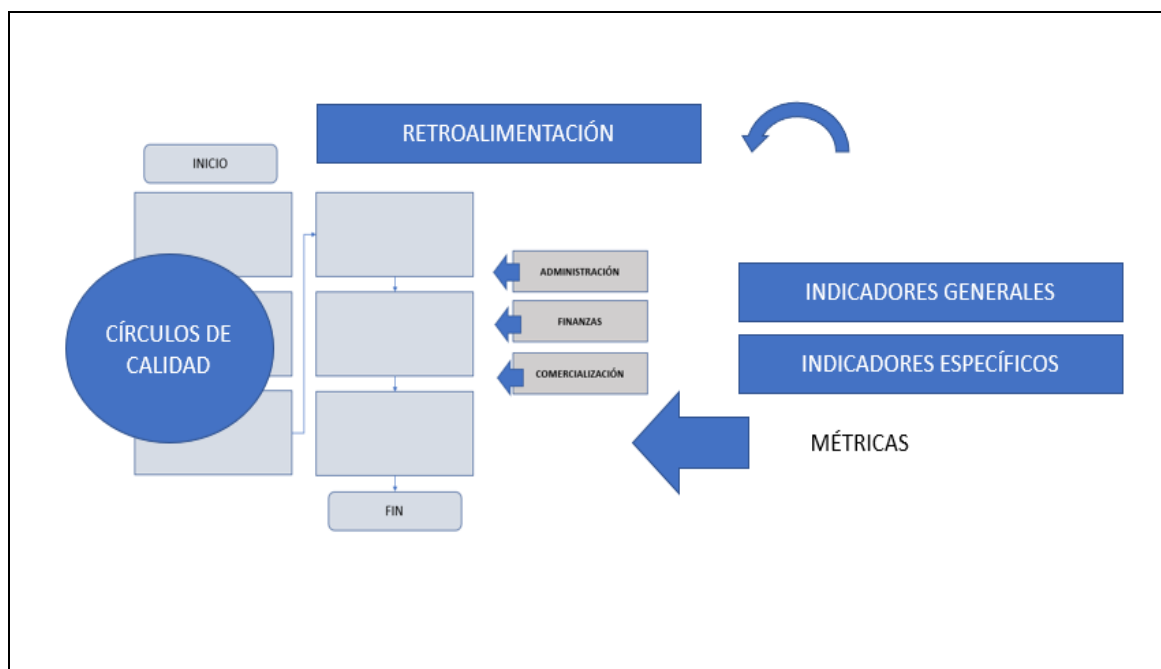 RETROALIMENTACIÓN
INICIO
CÍRCULOS DE
CALIDAD
ADMINISTRACIÓN
FINANZAS
COMERCIALIZACIÓN
FIN
INDICADORES GENERALES
INDICADORES ESPECÍFICOS
MÉTRICAS